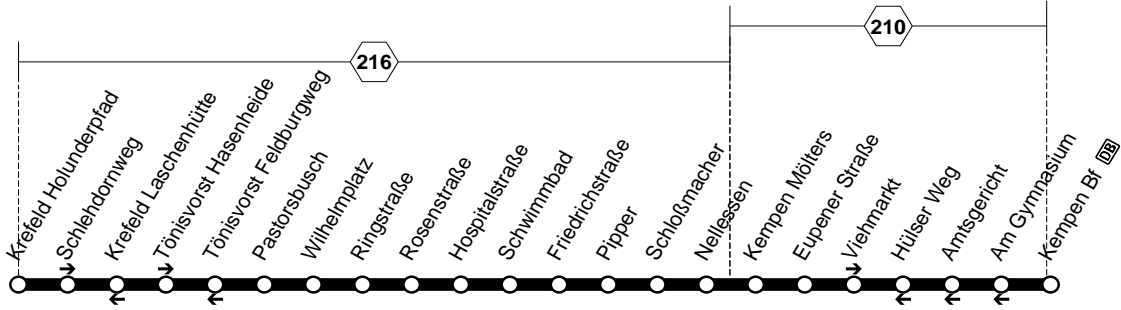 210
216
Krefeld Holunderpfad
Schlehdornweg
Krefeld Laschenhütte
Tönisvorst Hasenheide
Tönisvorst Feldburgweg
Pastorsbusch
Wilhelmplatz
Ringstraße
Rosenstraße
Hospitalstraße
Schwimmbad
Friedrichstraße
Pipper
Schloßmacher
Nellessen
Kempen Mölters
Eupener Straße
Viehmarkt
Hülser Weg
Amtsgericht
Am Gymnasium
Kempen Bf DB